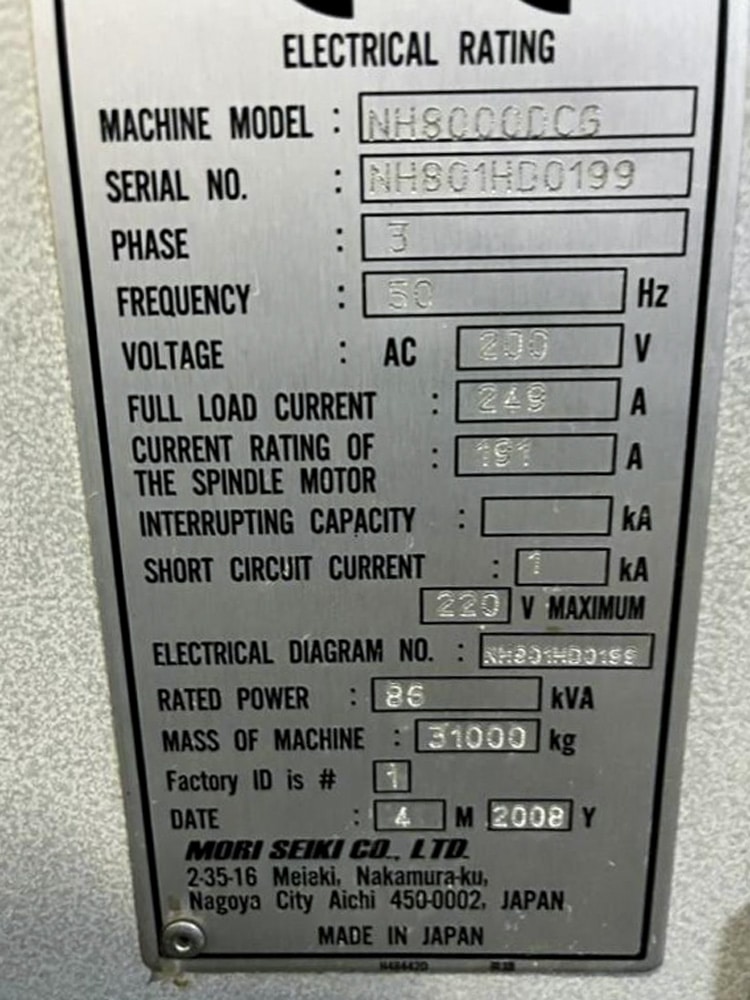 ELECTRICAL RATING
MACHINE MODEL : NH8000DCG
SERIAL NO. : NH801HD0199
PHASE : 3
FREQUENCY : 50 Hz
VOLTAGE : AC 200 V
FULL LOAD CURRENT : 249 A
CURRENT RATING OF
THE SPINDLE MOTOR : 191 A
INTERRUPTING CAPACITY : kA
SHORT CIRCUIT CURRENT : 1 kA
220 V MAXIMUM
ELECTRICAL DIAGRAM NO. : NH801HD0199
RATED POWER : 86 kVA
MASS OF MACHINE : 31000 kg
Factory ID is # 1
DATE : 4 M 2008 Y
MORI SEIKI CO., LTD.
2-35-16 Meieki, Nakamura-ku,
Nagoya City Aichi 450-0002, JAPAN
MADE IN JAPAN